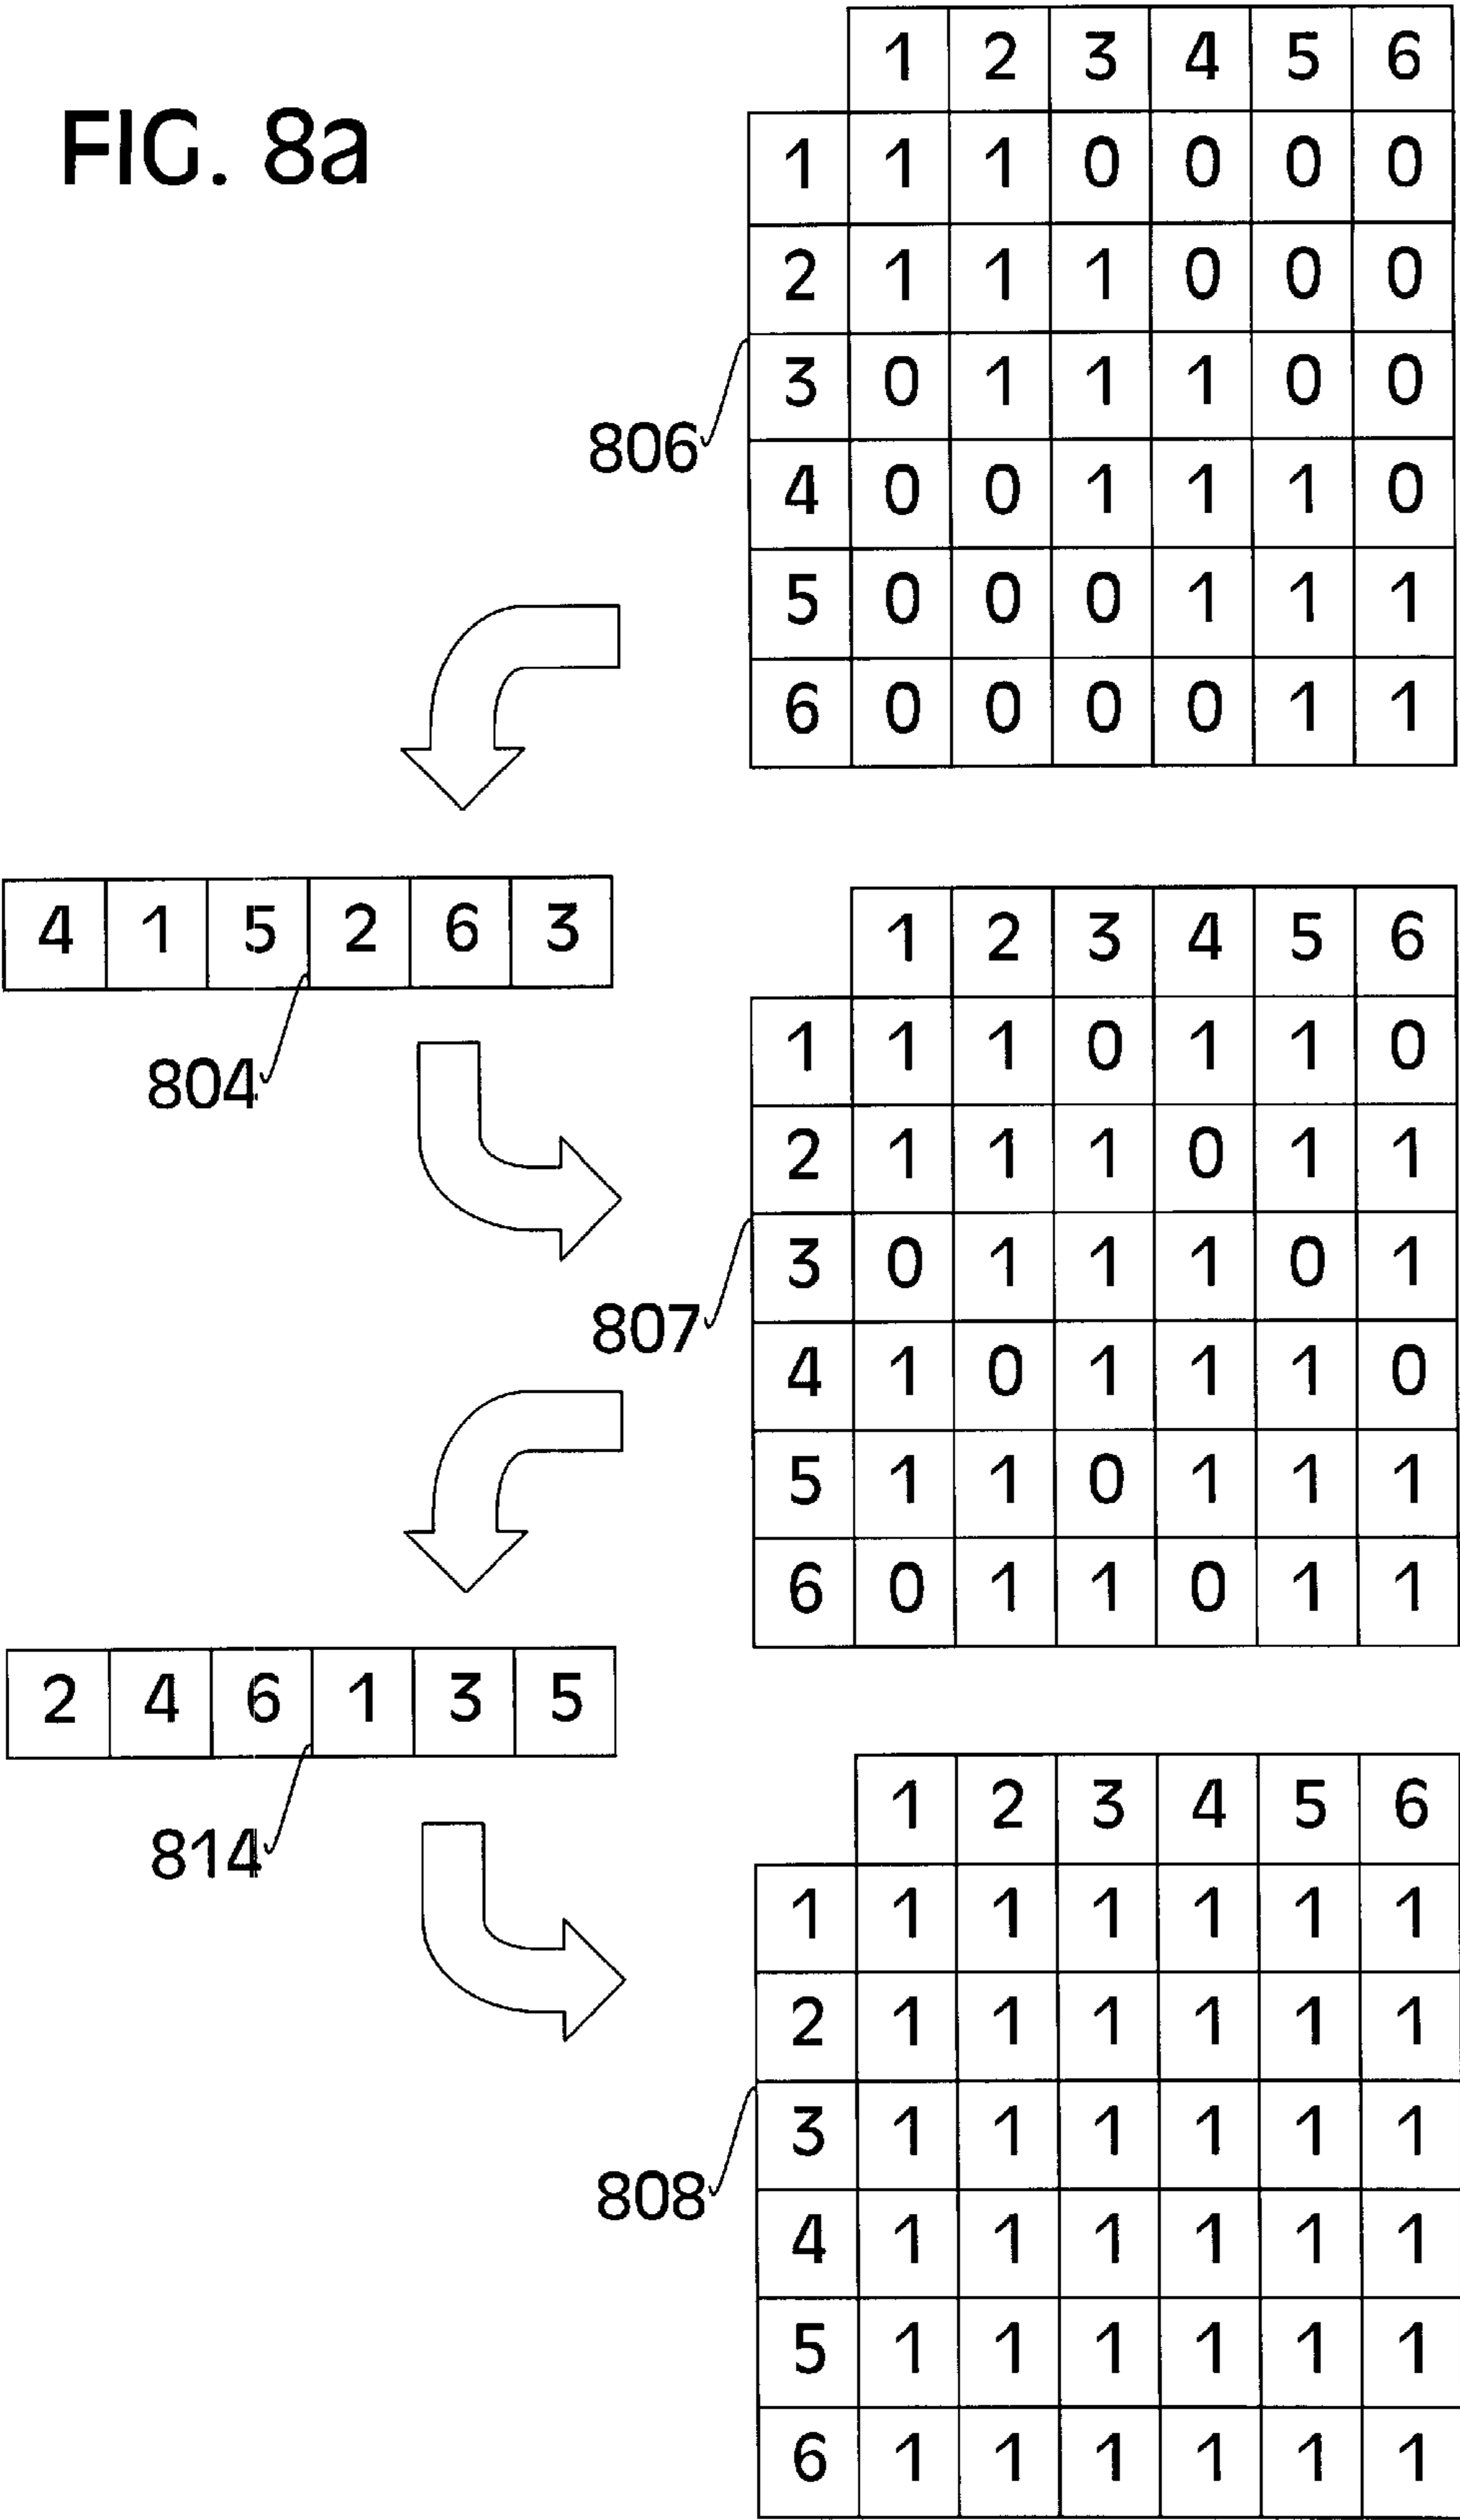 FIG. 8a
1 2 3 4 5 6
1 1 1 0 0 0 0
2 1 1 1 0 0 0
3 0 1 1 1 0 0
806
4 0 0 1 1 1 0
5 0 0 0 1 1 1
6 0 0 0 0 1 1
4 1 5 2 6 3
804
1 2 3 4 5 6
1 1 1 0 1 1 0
2 1 1 1 0 1 1
3 0 1 1 1 0 1
807
4 1 0 1 1 1 0
5 1 1 0 1 1 1
6 0 1 1 0 1 1
2 4 6 1 3 5
814
1 2 3 4 5 6
1 1 1 1 1 1 1
2 1 1 1 1 1 1
3 1 1 1 1 1 1
808
4 1 1 1 1 1 1
5 1 1 1 1 1 1
6 1 1 1 1 1 1